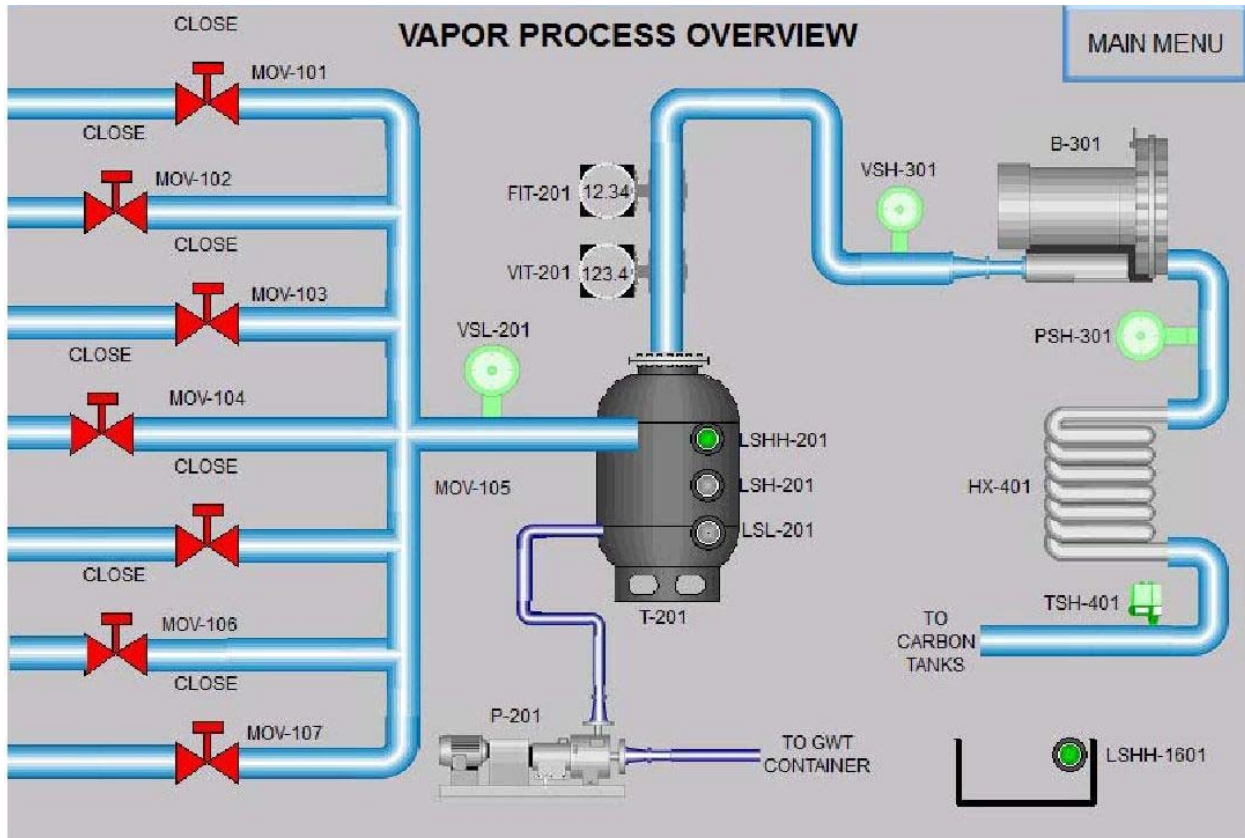 CLOSE
VAPOR PROCESS OVERVIEW
MAIN MENU
MOV-101
CLOSE
B-301
MOV-102
FIT-201
12.34
VSH-301
CLOSE
VIT-201
123.4
MOV-103
VSL-201
PSH-301
CLOSE
MOV-104
LSHH-201
CLOSE
MOV-105
LSH-201
HX-401
LSL-201
CLOSE
T-201
TSH-401
MOV-106
TO
CARBON
TANKS
CLOSE
P-201
MOV-107
TO GWT
CONTAINER
LSHH-1601